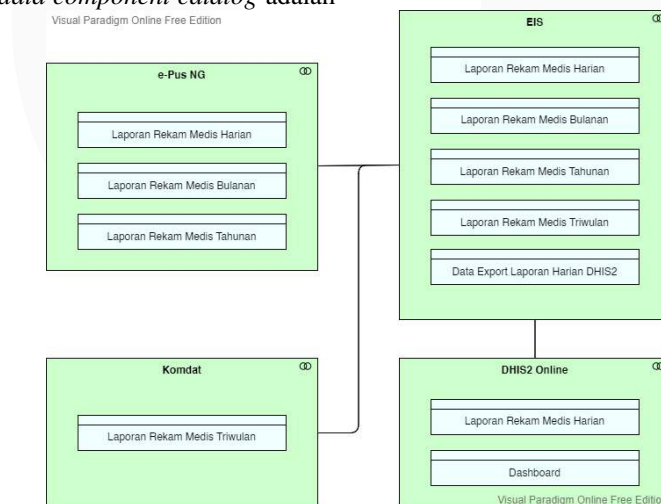 data component catalog adalah
Visual Paradigm Online Free Edition
e-Pus NG
Laporan Rekam Medis Harian
Laporan Rekam Medis Bulanan
Laporan Rekam Medis Tahunan
EIS
Laporan Rekam Medis Harian
Laporan Rekam Medis Bulanan
Laporan Rekam Medis Tahunan
Laporan Rekam Medis Triwulan
Data Export Laporan Harian DHIS2
Komdat
Laporan Rekam Medis Triwulan
DHIS2 Online
Laporan Rekam Medis Harian
Dashboard
Visual Paradigm Online Free Editio